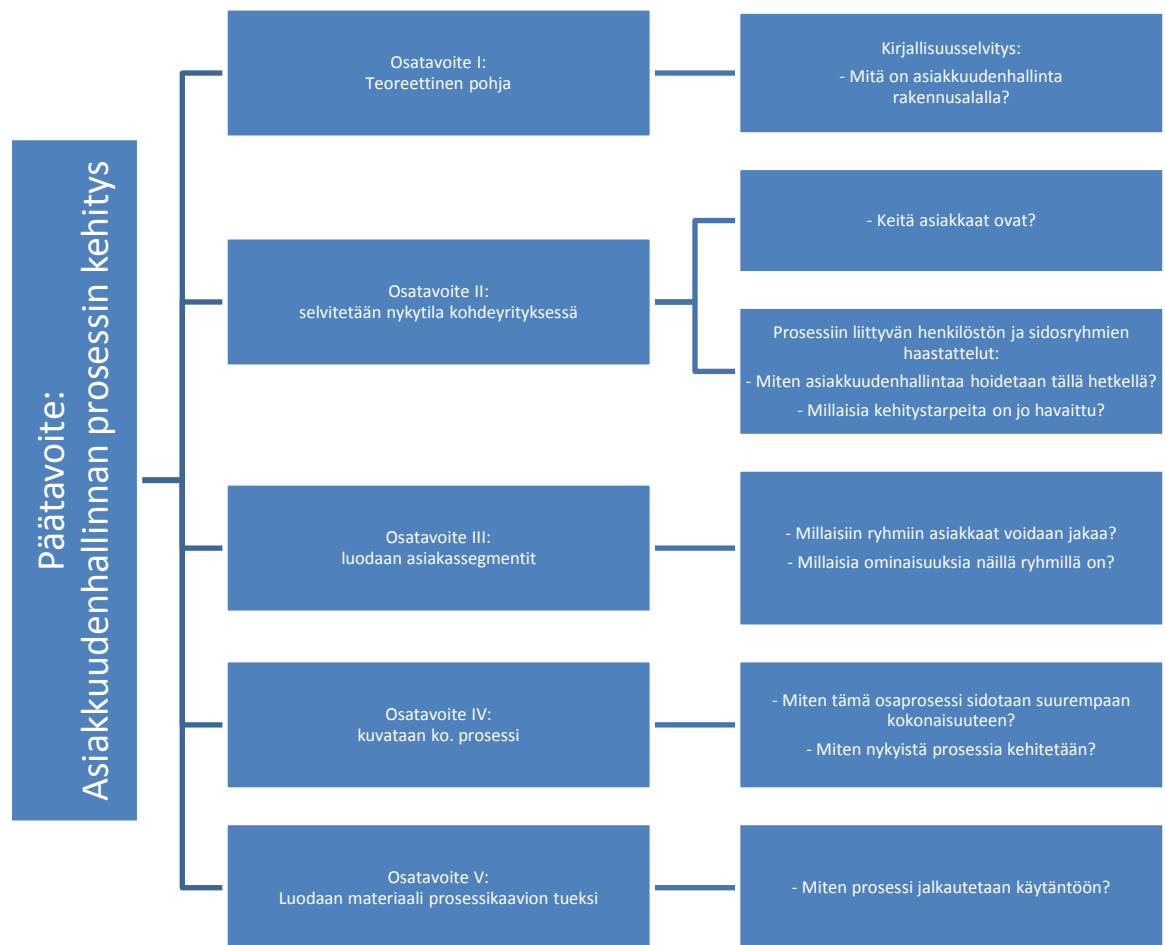 Päätavoite:
Asiakkuudenhallinnan prosessin kehitys
Osatavoite I:
Teoreettinen pohja
Kirjallisuusselvitys:
- Mitä on asiakkuudenhallinta
rakennusalalla?
Osatavoite II:
selvitetään nykytila kohdeyrityksessä
- Keitä asiakkaat ovat?
Prosessiin liittyvän henkilöstön ja sidosryhmien
haastattelut:
- Miten asiakkuudenhallintaa hoidetaan tällä hetkellä?
- Millaisia kehitystarpeita on jo havaittu?
Osatavoite III:
luodaan asiakassegmentit
- Millaisiin ryhmiin asiakkaat voidaan jakaa?
- Millaisia ominaisuuksia näillä ryhmillä on?
Osatavoite IV:
kuvataan ko. prosessi
- Miten tämä osaprosessi sidotaan suurempaan
kokonaisuuteen?
- Miten nykyistä prosessia kehitetään?
Osatavoite V:
Luodaan materiaali prosessikaavion tueksi
- Miten prosessi jalkautetaan käytäntöön?